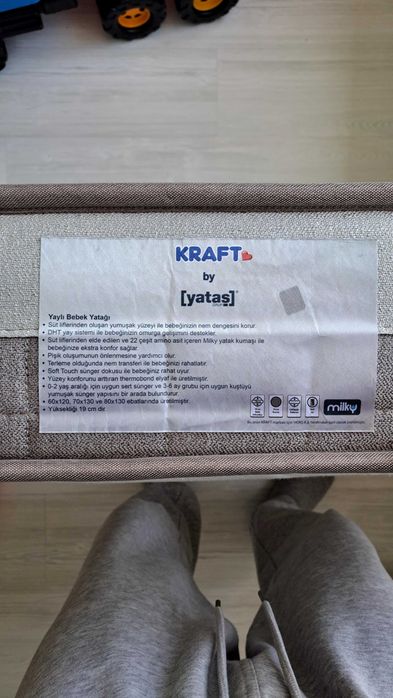 KRAFT
by
[yataş]
Yaylı Bebek Yatağı
• Süt liflerinden oluşan yumuşak yüzeyi ile bebeğinizin nem dengesini korur.
• DHT yay sistemi ile bebeğinizin omurga gelişimini destekler.
• Süt liflerinden elde edilen ve 22 çeşit amino asit içeren Milky yatak kumaşı ile
bebeğinize ekstra konfor sağlar.
• Pişik oluşumunun önlenmesine yardımcı olur.
• Terleme olduğunda nem transferi ile bebeğinizi rahatlatır.
• Soft Touch sünger dokusu ile bebeğiniz rahat uyur.
• Yüzey konforunu arttıran thermobond elyaf ile üretilmiştir.
• 0-2 yaş aralığı için uygun sert sünger ve 3-6 ay grubu için uygun kuştüyü
yumuşak sünger yapısını bir arada bulundurur.
• 60x120, 70x130 ve 80x130 ebatlarında üretilmiştir.
• Yüksekliği 19 cm dir.
milky